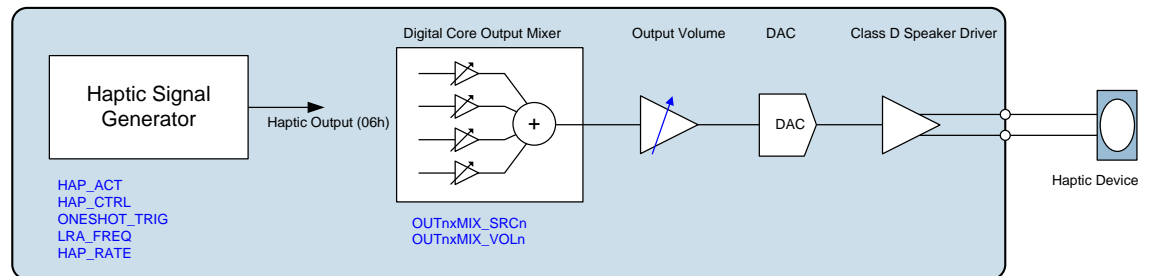 Digital Core Output Mixer
Output Volume
DAC
Class D Speaker Driver
Haptic Signal
Generator
Haptic Output (06h)
+
DAC
Haptic Device
HAP_ACT
HAP_CTRL
ONESHOT_TRIG
LRA_FREQ
HAP_RATE
OUTnxMIX_SRCn
OUTnxMIX_VOLn